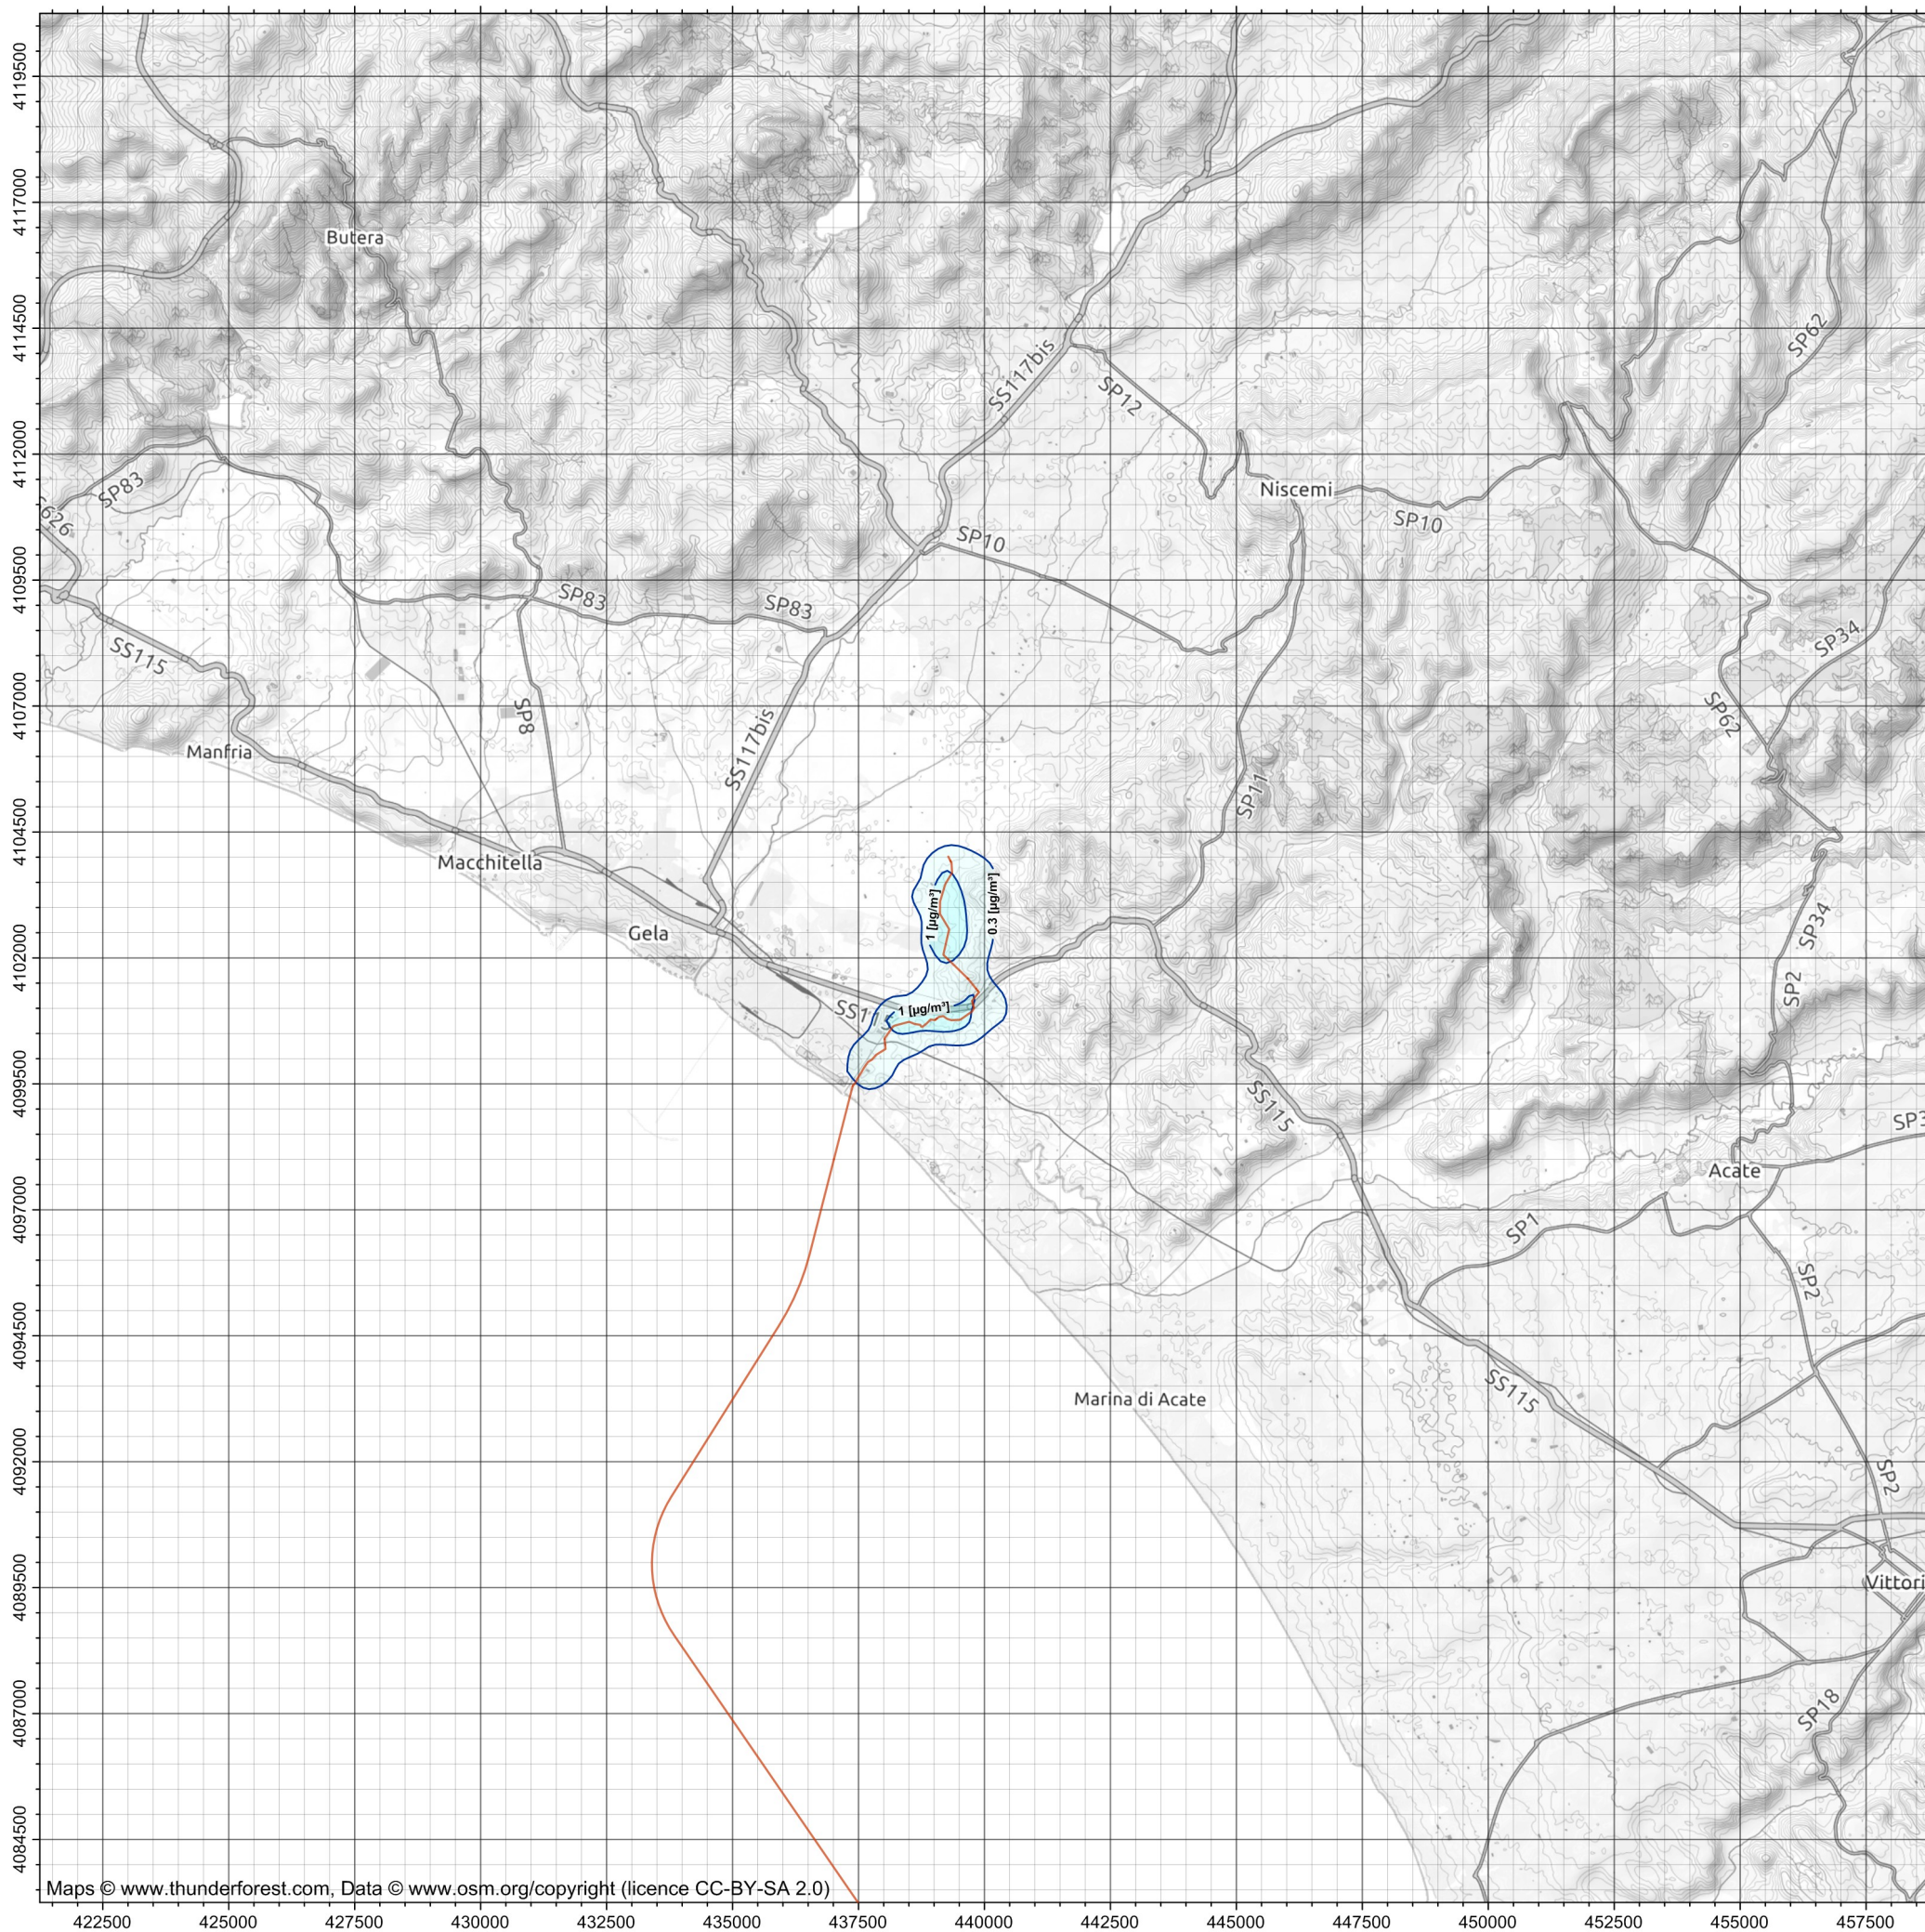 4119500
4117000
Butera
4114500
SP62
SS117bis
SP12
4112000
SP83
Niscemi
SP10
626
SP10
4109500
SP83
SP83
SP34
SS115
4107000
SP8
SS117bis
SP62
Manfria
SP11
4104500
Macchitella
1 [µg/m³]
0.3 [µg/m³]
Gela
SP34
4102000
SP2
1 [µg/m³]
SS115
4099500
SS115
SP3
Acate
4097000
SP1
SP2
4094500
SS115
Marina di Acate
4092000
SP2
4089500
Vittori
4087000
SP18
4084500
Maps © www.thunderforest.com, Data © www.osm.org/copyright (licence CC-BY-SA 2.0)
422500 425000 427500 430000 432500 435000 437500 440000 442500 445000 447500 450000 452500 455000 457500